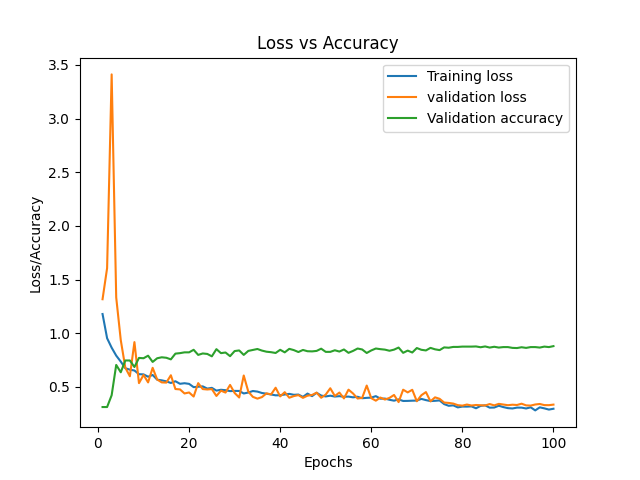 Loss vs Accuracy
Training loss
validation loss
Validation accuracy
3.5
3.0
2.5
2.0
1.5
1.0
0.5
Loss/Accuracy
0 20 40 60 80 100
Epochs